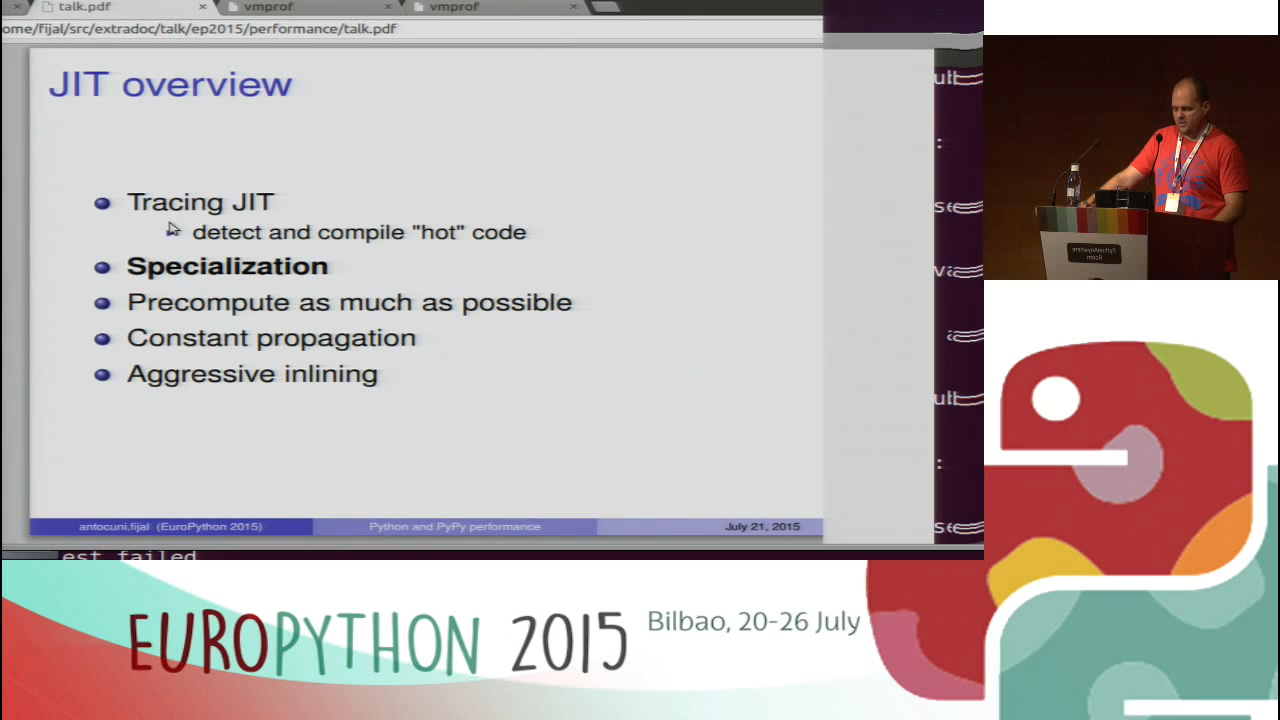 talk.pdf
vmprof
vmprof
ome/fijal/src/extradoc/talk/ep2015/performance/talk.pdf
JIT overview
Tracing JIT
detect and compile "hot" code
Specialization
Precompute as much as possible
Constant propagation
Aggressive inlining
antocuni,fijal (EuroPython 2015)
Python and PyPy performance
July 21, 2015
est failed
PythonAnywhere
Room
EUROPYTHON 2015
Bilbao, 20-26 July